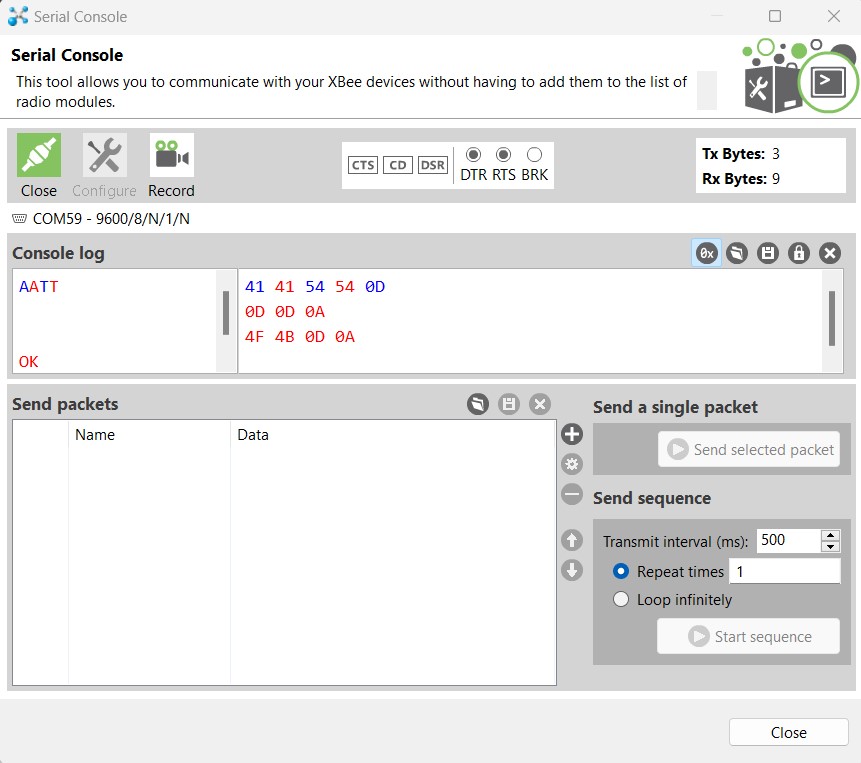 Serial Console
Serial Console
This tool allows you to communicate with your XBee devices without having to add them to the list of
radio modules.
Close
Configure
Record
CTS
CD
DSR
DTR RTS BRK
Tx Bytes: 3
Rx Bytes: 9
COM59 - 9600/8/N/1/N
Console log
0x
AATT
41 41 54 54 0D
0D 0D 0A
4F 4B 0D 0A
OK
Send packets
Name
Data
Send a single packet
Send selected packet
Send sequence
Transmit interval (ms): 500
Repeat times 1
Loop infinitely
Start sequence
Close